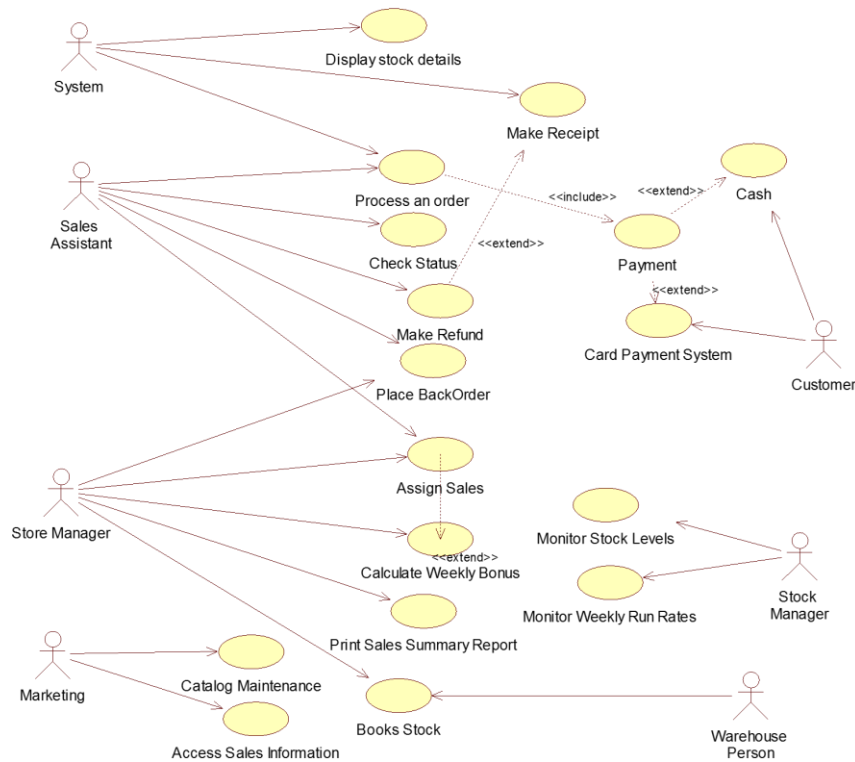 Display stock details
System
Make Receipt
Process an order
<<include>>
<<extend>>
Cash
Sales
Assistant
Check Status
<<extend>>
Payment
<<extend>>
Make Refund
Card Payment System
Customer
Place BackOrder
Assign Sales
Store Manager
Monitor Stock Levels
<<extend>>
Calculate Weekly Bonus
Stock
Manager
Monitor Weekly Run Rates
Print Sales Summary Report
Marketing
Catalog Maintenance
Books Stock
Access Sales Information
Warehouse
Person